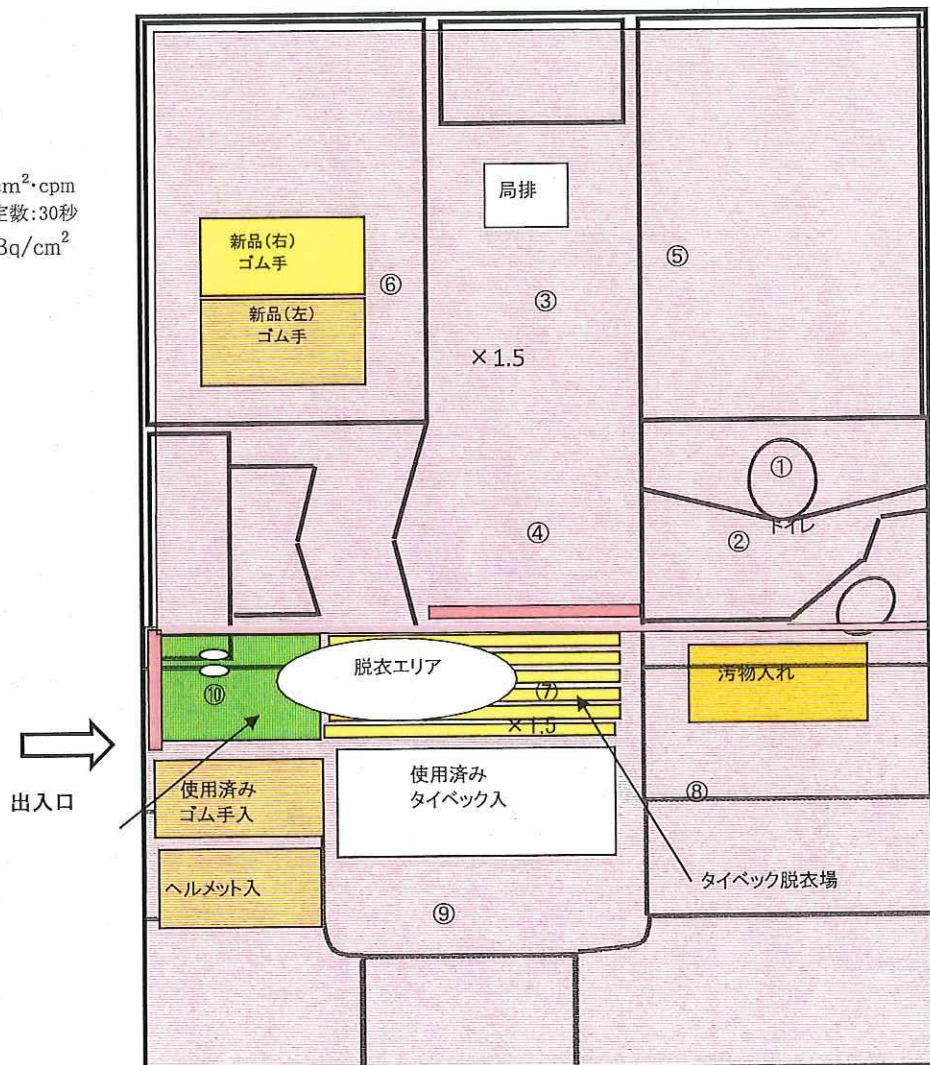 cm²・cpm
定数:30秒
Bq/cm²
局排
新品(右)
ゴム手
⑥
⑤
③
新品(左)
ゴム手
×1.5
①
トイレ
④
②
脱衣エリア
汚物入れ
⑩
⑦
×1.5
出入口
使用済み
ゴム手入
使用済み
タイベック入
⑧
ヘルメット入
タイベック脱衣場
⑨